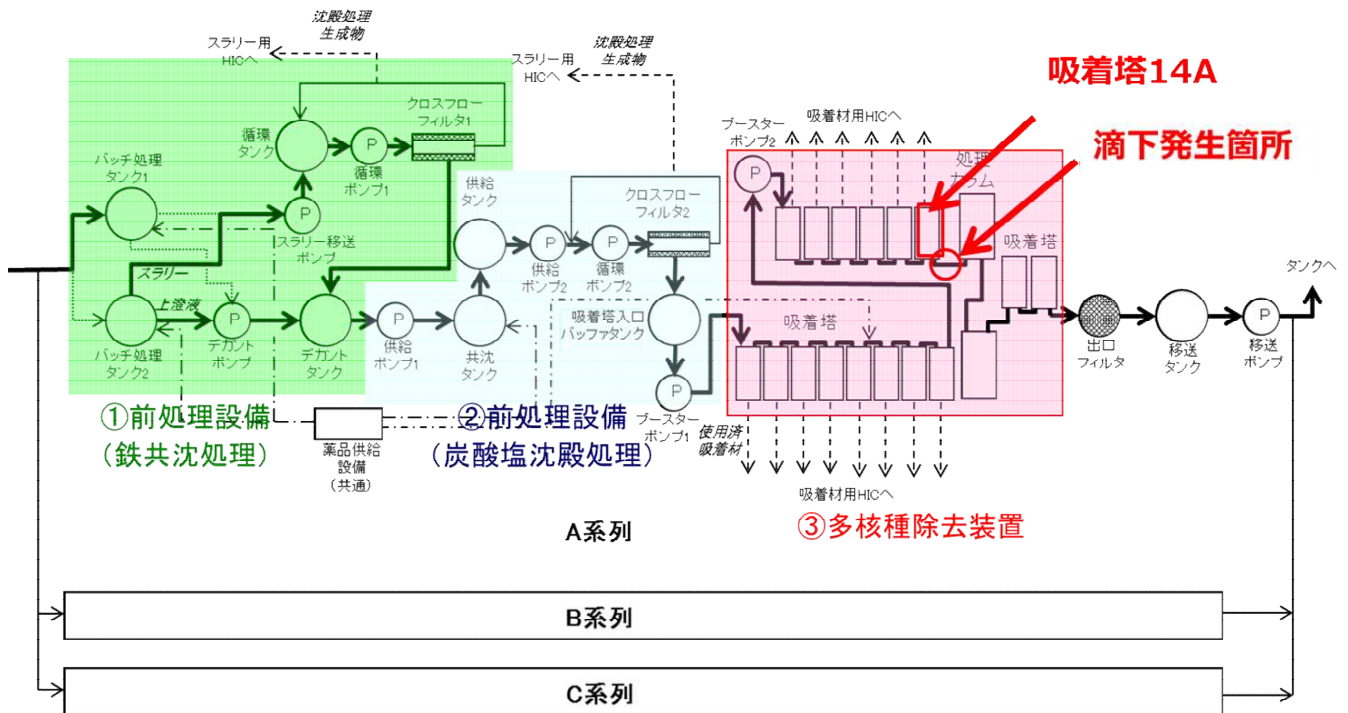 沈殿処理
生成物
スラリー用
HICへ
沈殿処理
生成物
スラリー用
HICへ
吸着塔14A
滴下発生箇所
クロスフロー
フィルタ1
循環
タンク
P
循環
ポンプ1
バッチ処理
タンク1
P
スラリー移送
ポンプ
スラリー
上澄液
バッチ処理
タンク2
P
デカント
ポンプ
デカント
タンク
供給
タンク
P
供給
ポンプ2
P
循環
ポンプ2
クロスフロー
フィルタ2
P
供給
ポンプ1
共沈
タンク
吸着塔入口
バッファタンク
P
ブースター
ポンプ1
ブースター
ポンプ2
P
吸着材用HICへ
処理
カラム
吸着塔
吸着塔
使用済
吸着材
吸着材用HICへ
出口
フィルタ
移送
タンク
P
移送
ポンプ
タンクへ
①前処理設備
(鉄共沈処理)
薬品供給
設備
(共通)
②前処理設備
(炭酸塩沈殿処理)
③多核種除去装置
A系列
B系列
C系列